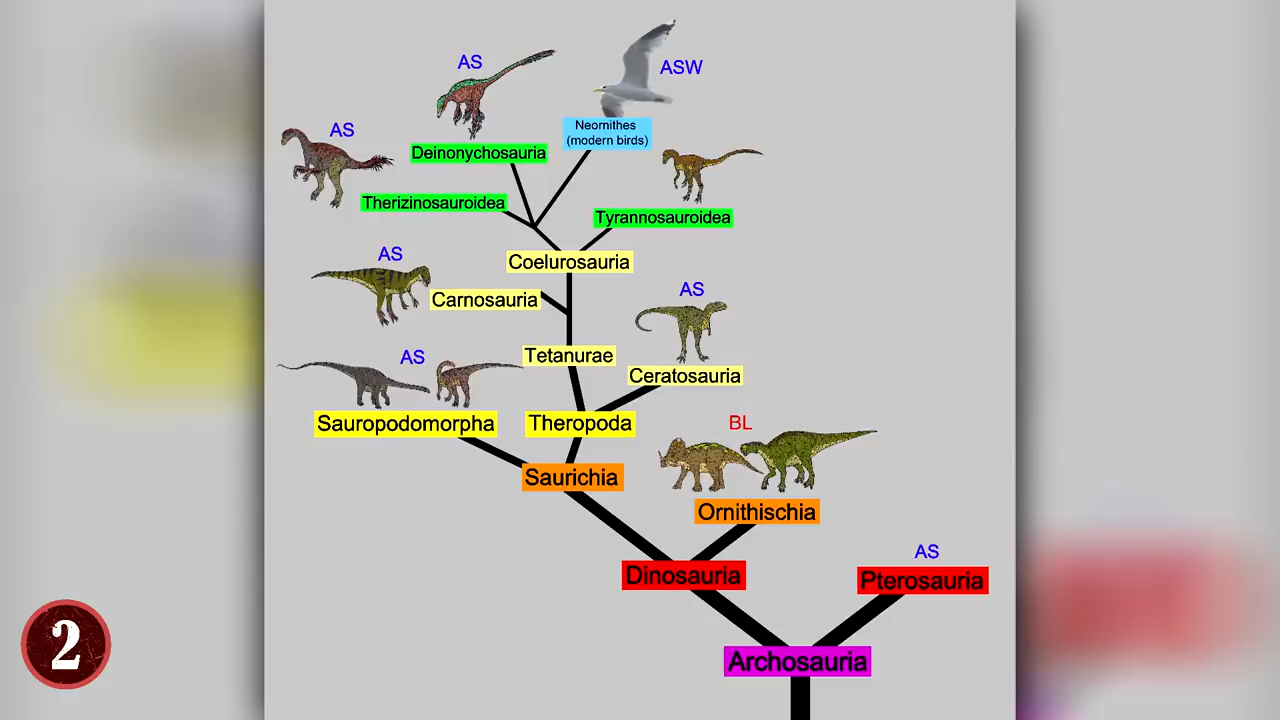 AS
ASW
Neornithes
(modern birds)
AS
Deinonychosauria
Therizinosauroidea
Tyrannosauroidea
AS
Coelurosauria
AS
Carnosauria
AS
Tetanurae
Ceratosauria
Sauropodomorpha
Theropoda
BL
Saurichia
Ornithischia
AS
Dinosauria
Pterosauria
2
Archosauria